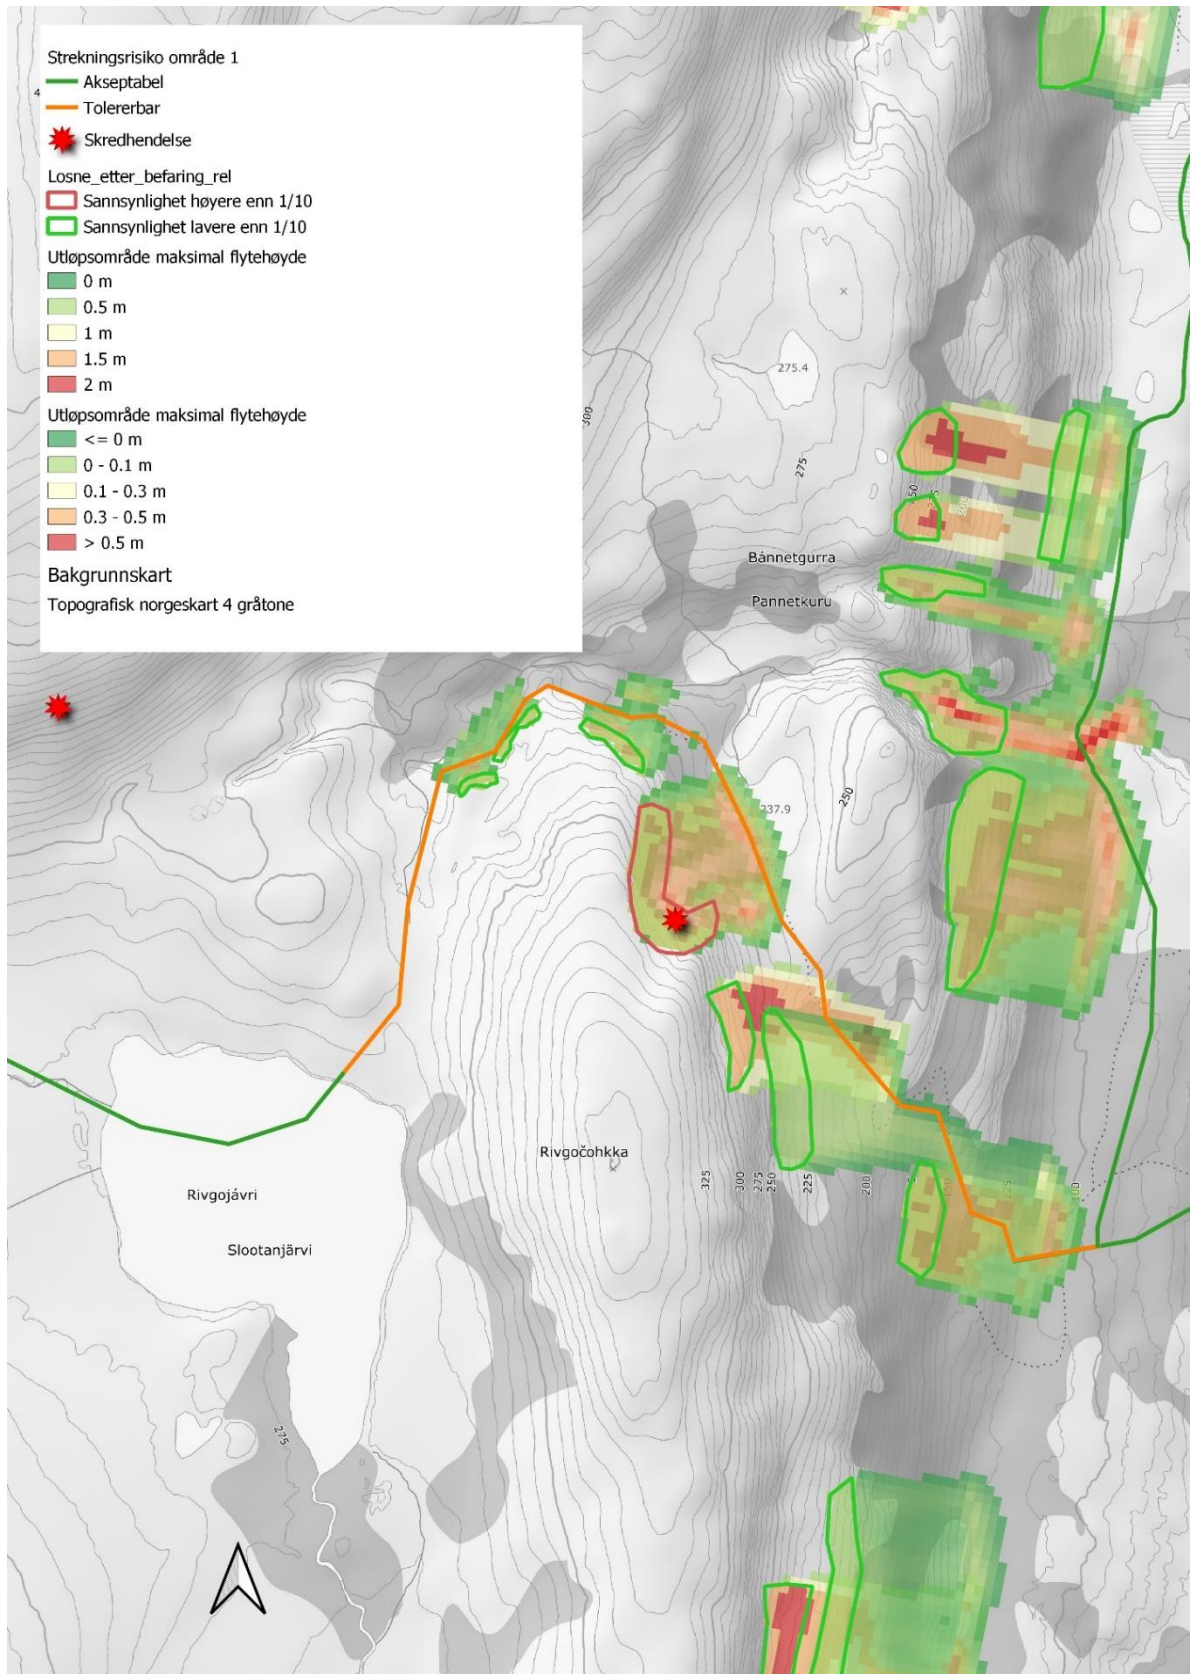 Strekningsrisiko område 1
Akseptabel
Tolererbar
Skredhendelse
Losne_etter_befaring_rel
Sannsynlighet høyere enn 1/10
Sannsynlighet lavere enn 1/10
Utløpsområde maksimal flytehøyde
0 m
0.5 m
1 m
1.5 m
2 m
Utløpsområde maksimal flytehøyde
<= 0 m
0 - 0.1 m
0.1 - 0.3 m
0.3 - 0.5 m
> 0.5 m
Bakgrunnskart
Topografisk norgeskart 4 gråtone
4
275.4
300
275
200
Bánnetgurra
Pannetkuru
250
237.9
Rivgočohkka
325
300
275
250
225
200
100
Rivgojávri
Slootanjärvi
275